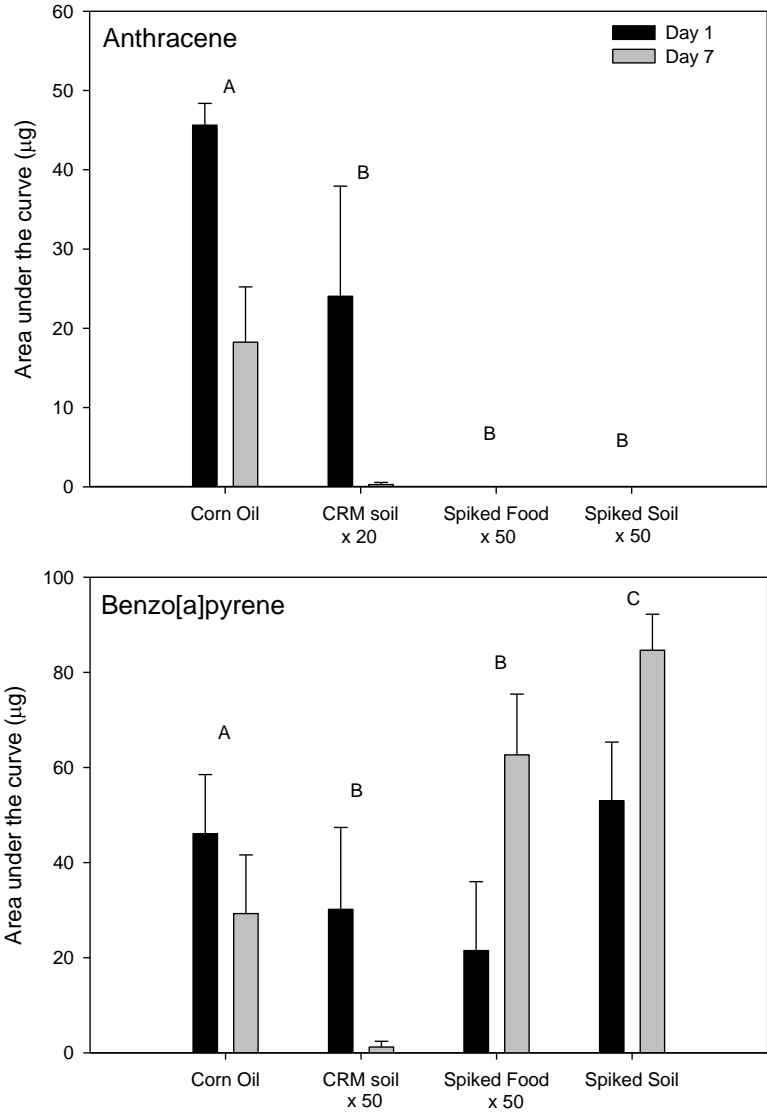 Anthracene
Day 1
Day 7
Area under the curve (µg)
60
50
40
30
20
10
0
A
B
B
B
Corn Oil
CRM soil
x 20
Spiked Food
x 50
Spiked Soil
x 50
Benzo[a]pyrene
Area under the curve (µg)
100
80
60
40
20
0
A
B
B
C
Corn Oil
CRM soil
x 50
Spiked Food
x 50
Spiked Soil